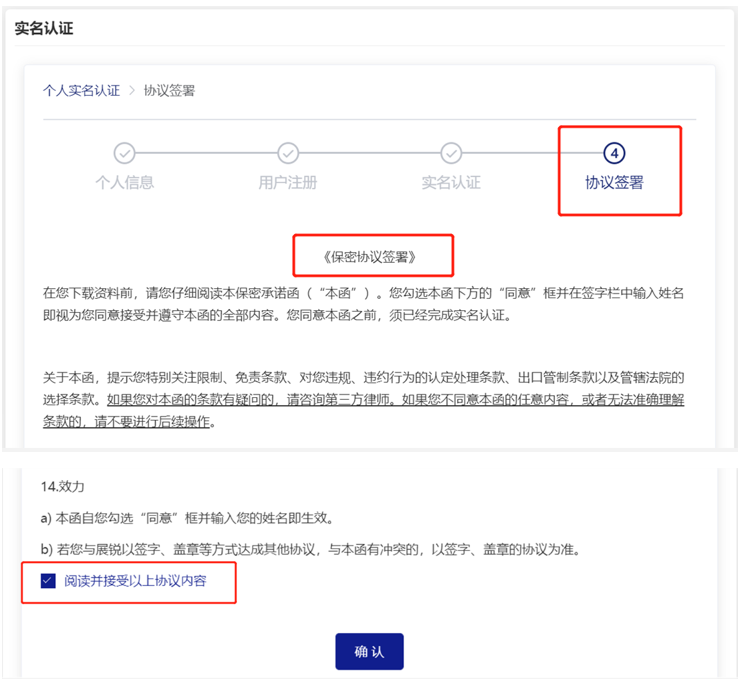 实名认证
个人实名认证 > 协议签署
个人信息
用户注册
实名认证
4
协议签署
《保密协议签署》
在您下载资料前，请您仔细阅读本保密承诺函（“本函”）。您勾选本函下方的“同意”框并在签字栏中输入姓名
即视为您同意接受并遵守本函的全部内容。您同意本函之前，须已经完成实名认证。
关于本函，提示您特别关注限制、免责条款、对您违规、违约行为的认定处理条款、出口管制条款以及管辖法院的
选择条款。如果您对本函的条款有疑问的，请咨询第三方律师。如果您不同意本函的任意内容，或者无法准确理解
条款的，请不要进行后续操作。
14.效力
a) 本函自您勾选“同意”框并输入您的姓名即生效。
b) 若您与展锐以签字、盖章等方式达成其他协议，与本函有冲突的，以签字、盖章的协议为准。
阅读并接受以上协议内容
确 认